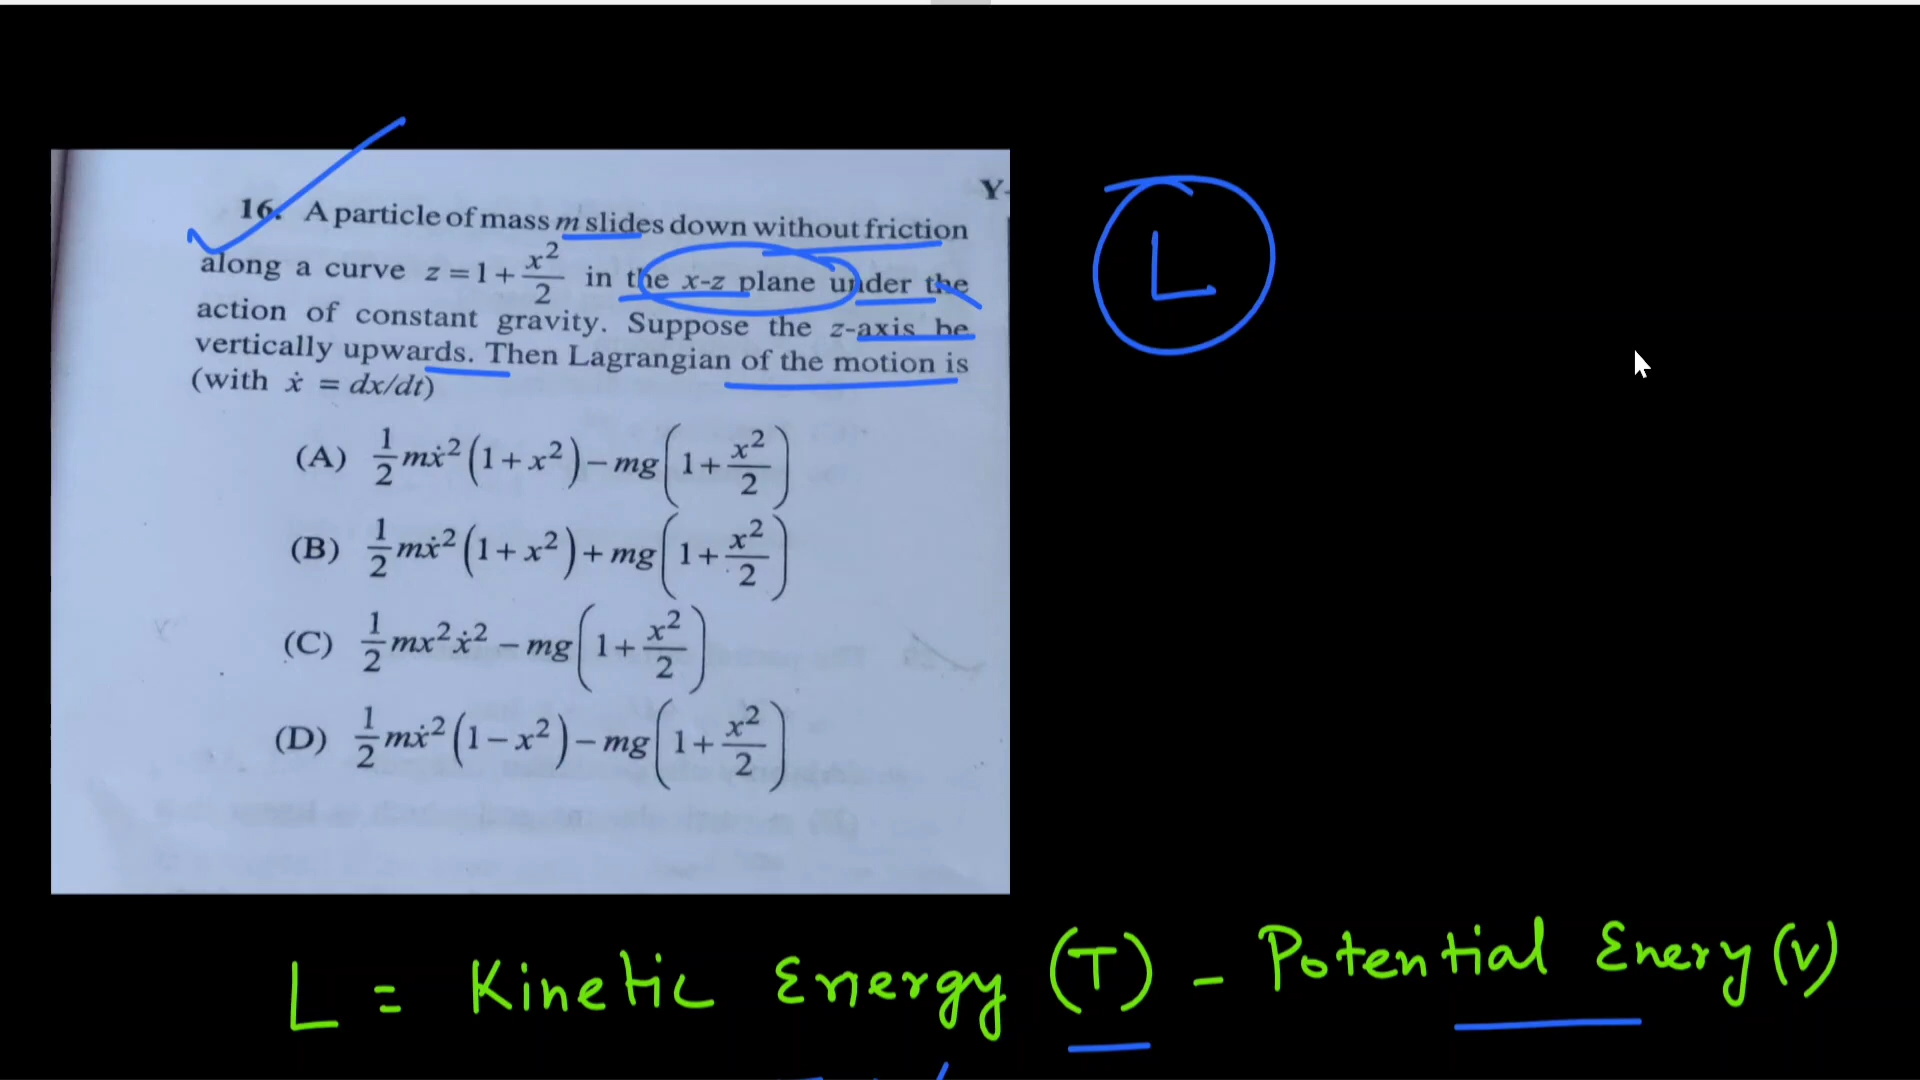 Y-
16. A particle of mass m slides down without friction
along a curve z = 1 + x²/2 in the x-z plane under the
action of constant gravity. Suppose the z-axis be
vertically upwards. Then Lagrangian of the motion is
(with ẋ = dx/dt)
(A) 1/2 mẋ² (1 + x²) − mg (1 + x²/2)
(B) 1/2 mẋ² (1 + x²) + mg (1 + x²/2)
(C) 1/2 mx²ẋ² − mg (1 + x²/2)
(D) 1/2 mẋ² (1 − x²) − mg (1 + x²/2)
L
L = Kinetic Energy (T) - Potential Enery (V)